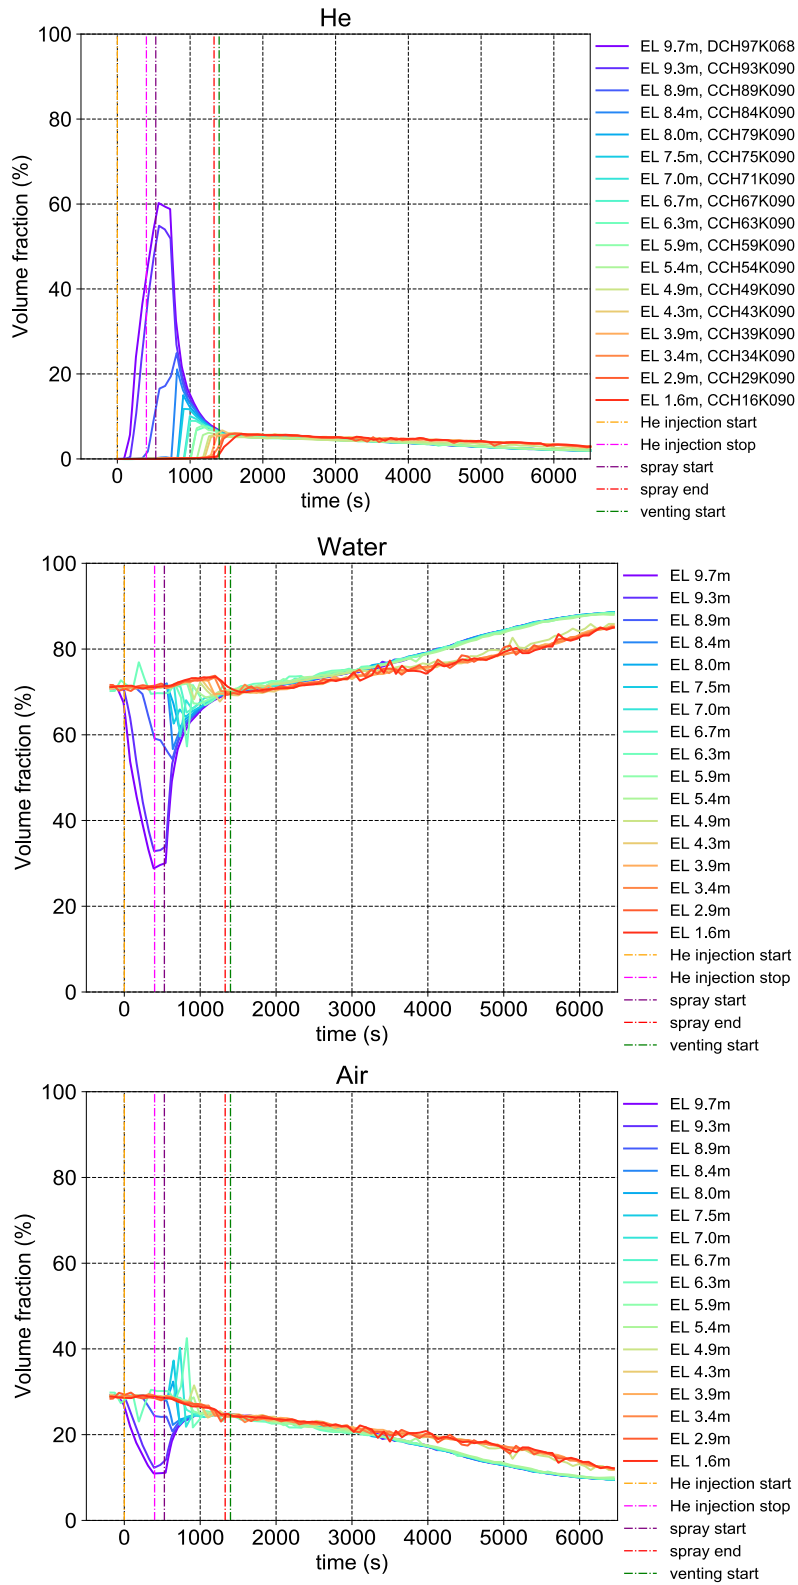 He
100
80
60
40
20
0
Volume fraction (%)
0 1000 2000 3000 4000 5000 6000
time (s)
EL 9.7m, DCH97K068
EL 9.3m, CCH93K090
EL 8.9m, CCH89K090
EL 8.4m, CCH84K090
EL 8.0m, CCH79K090
EL 7.5m, CCH75K090
EL 7.0m, CCH71K090
EL 6.7m, CCH67K090
EL 6.3m, CCH63K090
EL 5.9m, CCH59K090
EL 5.4m, CCH54K090
EL 4.9m, CCH49K090
EL 4.3m, CCH43K090
EL 3.9m, CCH39K090
EL 3.4m, CCH34K090
EL 2.9m, CCH29K090
EL 1.6m, CCH16K090
He injection start
He injection stop
spray start
spray end
venting start
Water
100
80
60
40
20
0
Volume fraction (%)
0 1000 2000 3000 4000 5000 6000
time (s)
EL 9.7m
EL 9.3m
EL 8.9m
EL 8.4m
EL 8.0m
EL 7.5m
EL 7.0m
EL 6.7m
EL 6.3m
EL 5.9m
EL 5.4m
EL 4.9m
EL 4.3m
EL 3.9m
EL 3.4m
EL 2.9m
EL 1.6m
He injection start
He injection stop
spray start
spray end
venting start
Air
100
80
60
40
20
0
Volume fraction (%)
0 1000 2000 3000 4000 5000 6000
time (s)
EL 9.7m
EL 9.3m
EL 8.9m
EL 8.4m
EL 8.0m
EL 7.5m
EL 7.0m
EL 6.7m
EL 6.3m
EL 5.9m
EL 5.4m
EL 4.9m
EL 4.3m
EL 3.9m
EL 3.4m
EL 2.9m
EL 1.6m
He injection start
He injection stop
spray start
spray end
venting start